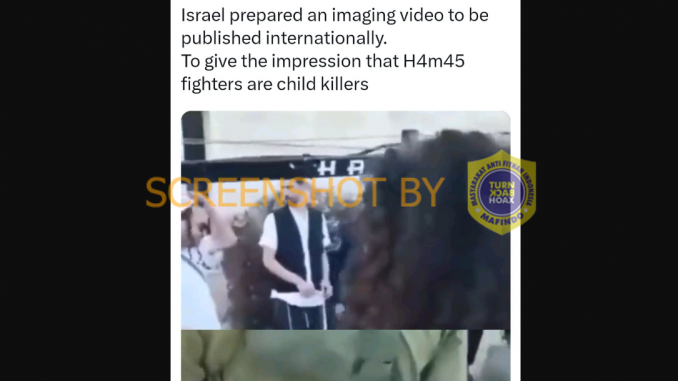 Israel prepared an imaging video to be
published internationally.
To give the impression that H4m45
fighters are child killers
SCREENSHOT BY
MASYARAKAT ANTI FITNAH INDONESIA
TURN
BACK
HOAX
MAFINDO